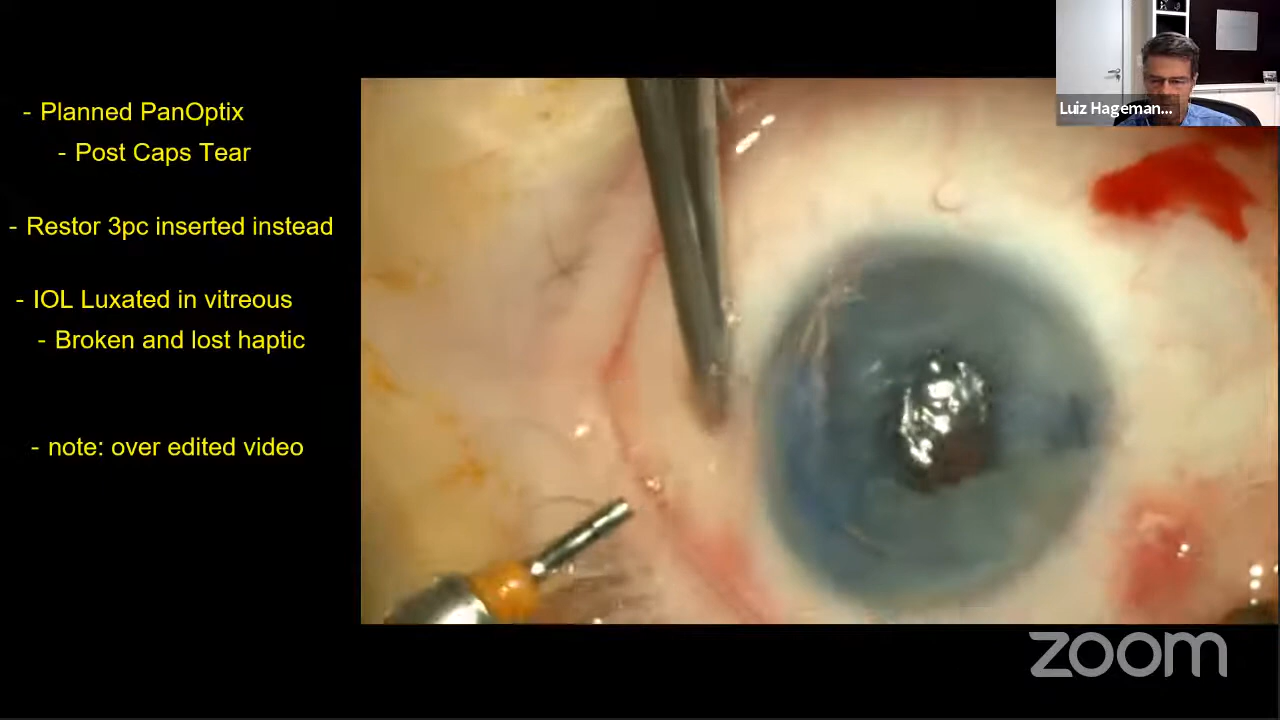 - Planned PanOptix
- Post Caps Tear
- Restor 3pc inserted instead
- IOL Luxated in vitreous
- Broken and lost haptic
- note: over edited video
Luiz Hageman...
zoom